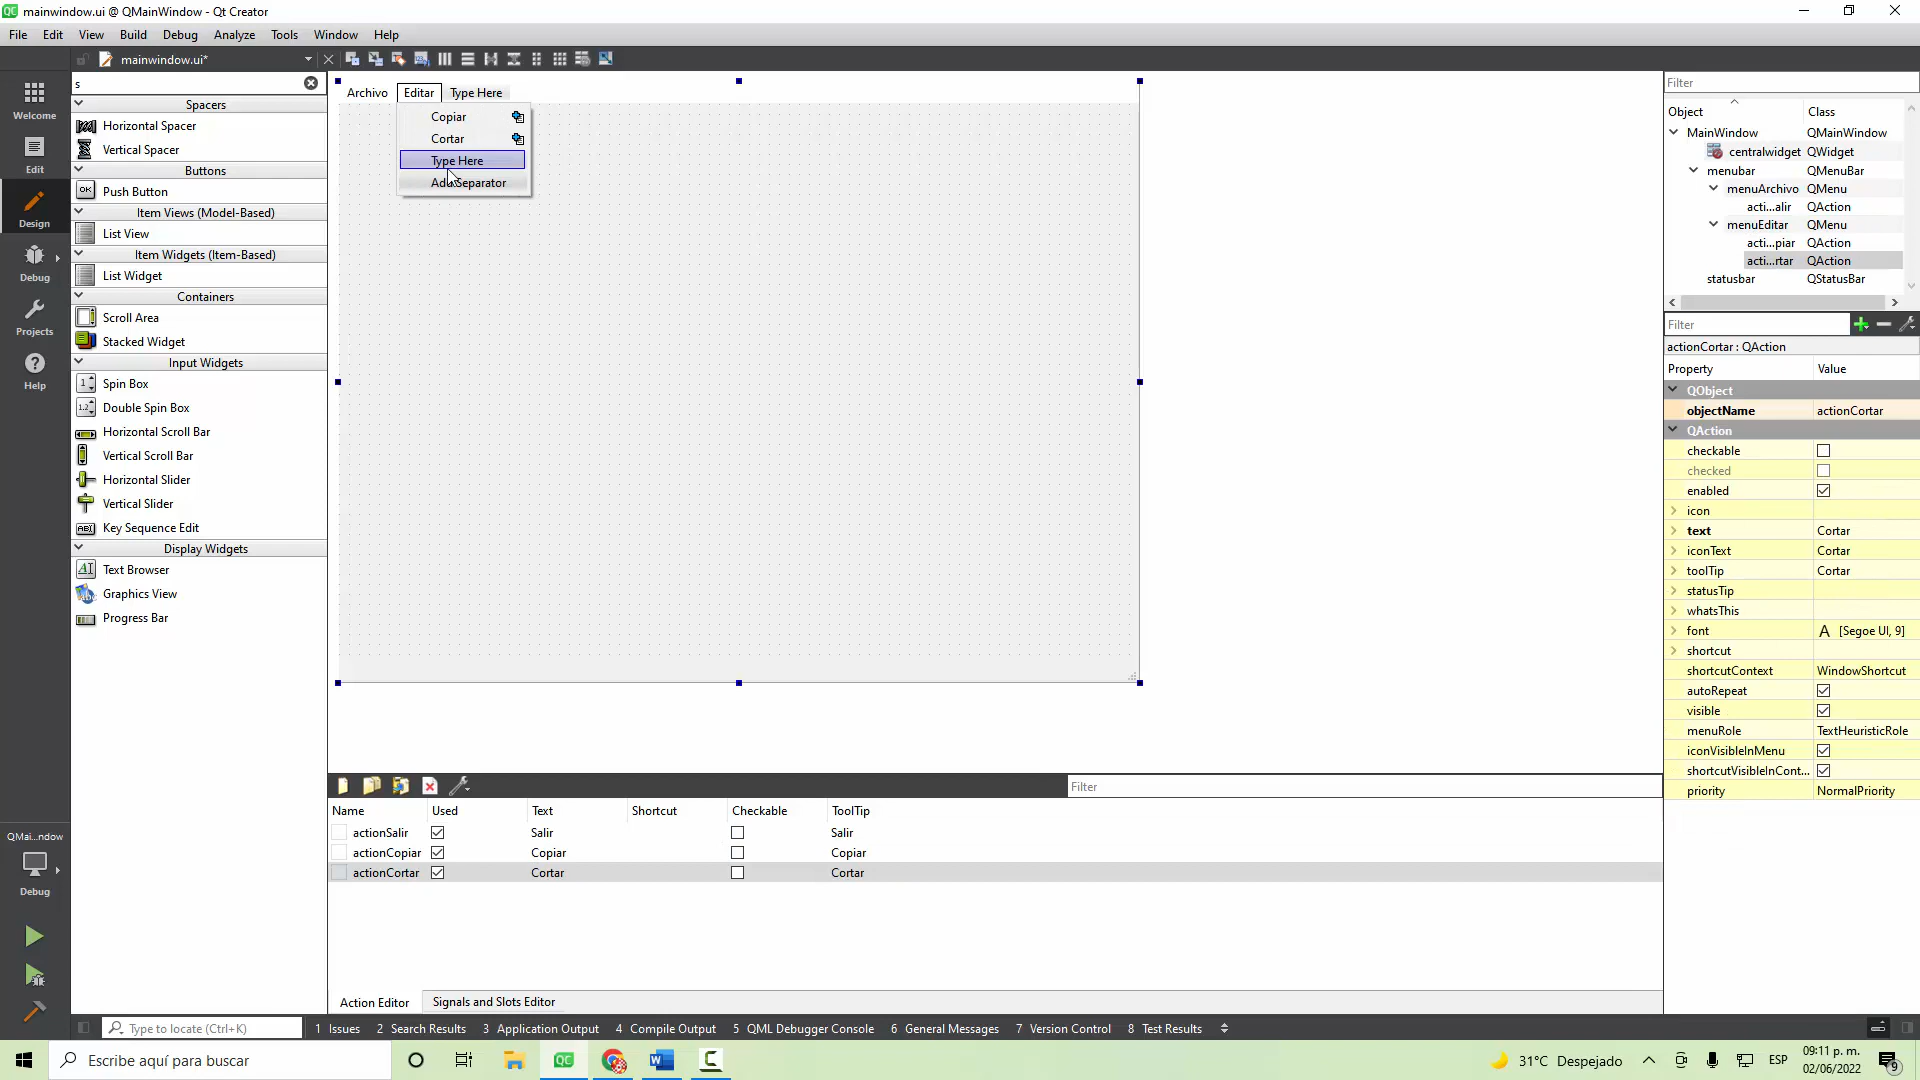 mainwindow.ui @ QMainWindow - Qt Creator
File Edit View Build Debug Analyze Tools Window Help
mainwindow.ui*
s
Spacers
Horizontal Spacer
Vertical Spacer
Buttons
Push Button
Item Views (Model-Based)
List View
Item Widgets (Item-Based)
List Widget
Containers
Scroll Area
Stacked Widget
Input Widgets
Spin Box
Double Spin Box
Horizontal Scroll Bar
Vertical Scroll Bar
Horizontal Slider
Vertical Slider
Key Sequence Edit
Display Widgets
Text Browser
Graphics View
Progress Bar
Welcome
Edit
Design
Debug
Projects
Help
QMai...ndow
Debug
Archivo Editar Type Here
Copiar
Cortar
Type Here
Add Separator
Filter
Object Class
MainWindow QMainWindow
centralwidget QWidget
menubar QMenuBar
menuArchivo QMenu
acti...alir QAction
menuEditar QMenu
acti...piar QAction
acti...rtar QAction
statusbar QStatusBar
Filter
actionCortar : QAction
Property Value
QObject
objectName actionCortar
QAction
checkable
checked
enabled
icon
text Cortar
iconText Cortar
toolTip Cortar
statusTip
whatsThis
font A [Segoe UI, 9]
shortcut
shortcutContext WindowShortcut
autoRepeat
visible
menuRole TextHeuristicRole
iconVisibleInMenu
shortcutVisibleInCont...
priority NormalPriority
Filter
Name Used Text Shortcut Checkable ToolTip
actionSalir Salir Salir
actionCopiar Copiar Copiar
actionCortar Cortar Cortar
Action Editor Signals and Slots Editor
Type to locate (Ctrl+K) 1 Issues 2 Search Results 3 Application Output 4 Compile Output 5 QML Debugger Console 6 General Messages 7 Version Control 8 Test Results
Escribe aquí para buscar
31°C Despejado
ESP
09:11 p. m.
02/06/2022
9